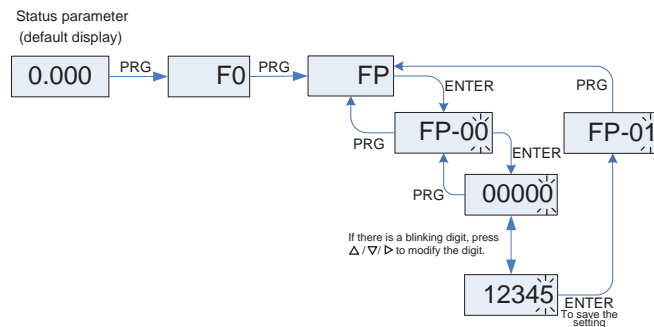 Status parameter
(default display)
0.000
PRG
F0
PRG
FP
ENTER
PRG
FP-00
PRG
FP-01
ENTER
00000
PRG
If there is a blinking digit, press
△ / ▽/ ▷ to modify the digit.
12345
ENTER
To save the
setting